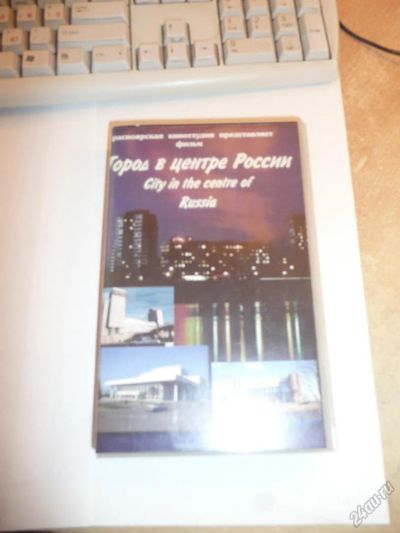 расноярская киностудия представляет
фильм
Город в центре России
City in the centre of
Russia
24au.ru